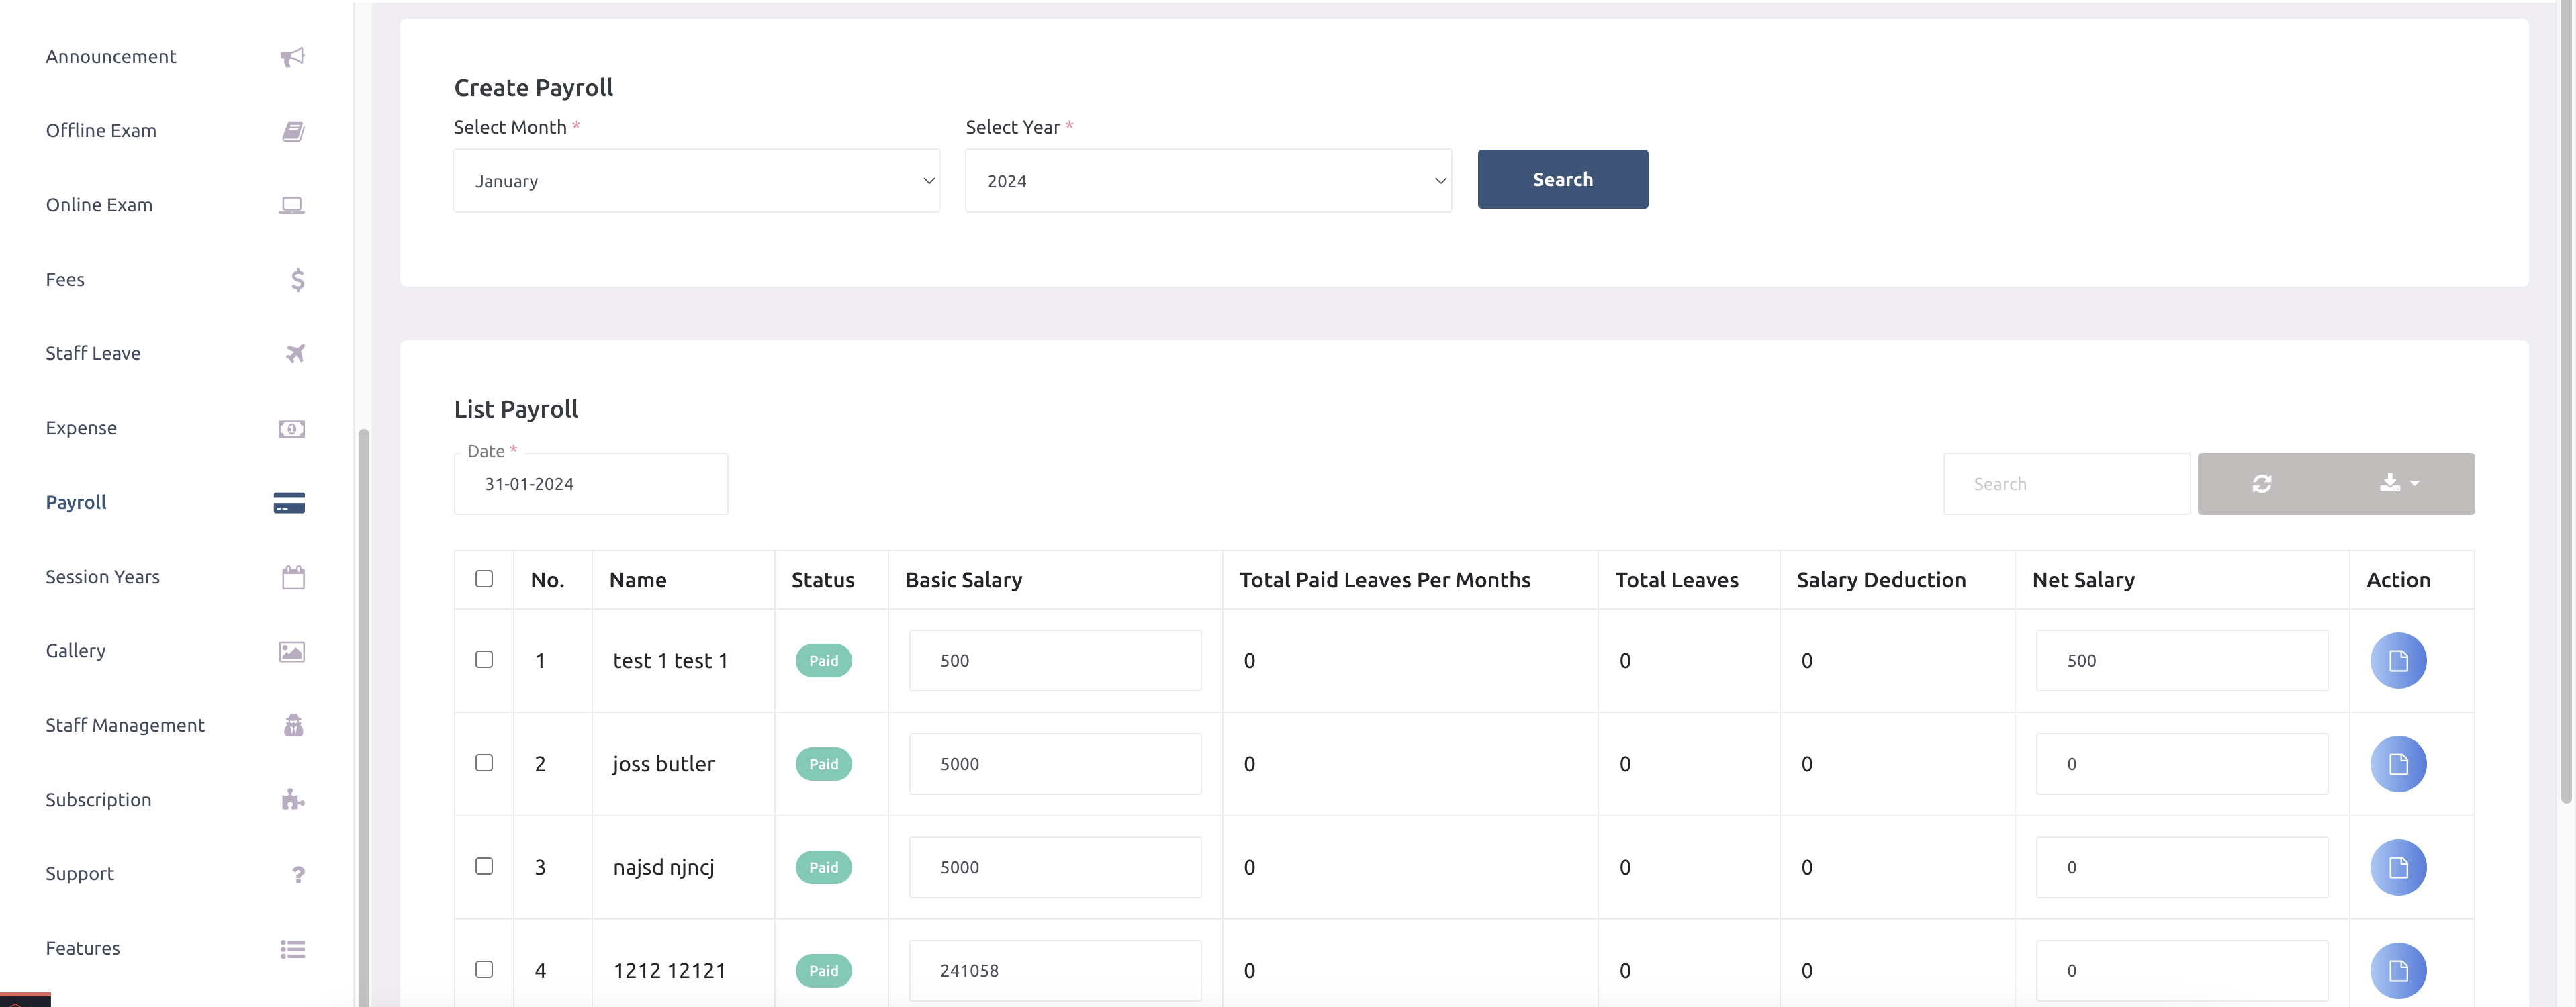 Announcement
Offline Exam
Online Exam
Fees
Staff Leave
Expense
Payroll
Session Years
Gallery
Staff Management
Subscription
Support
Features
Create Payroll
Select Month *
Select Year *
January
2024
Search
List Payroll
Date *
31-01-2024
Search
No. Name Status Basic Salary Total Paid Leaves Per Months Total Leaves Salary Deduction Net Salary Action
1 test 1 test 1 Paid 500 0 0 0 500
2 joss butler Paid 5000 0 0 0 0
3 najsd njncj Paid 5000 0 0 0 0
4 1212 12121 Paid 241058 0 0 0 0